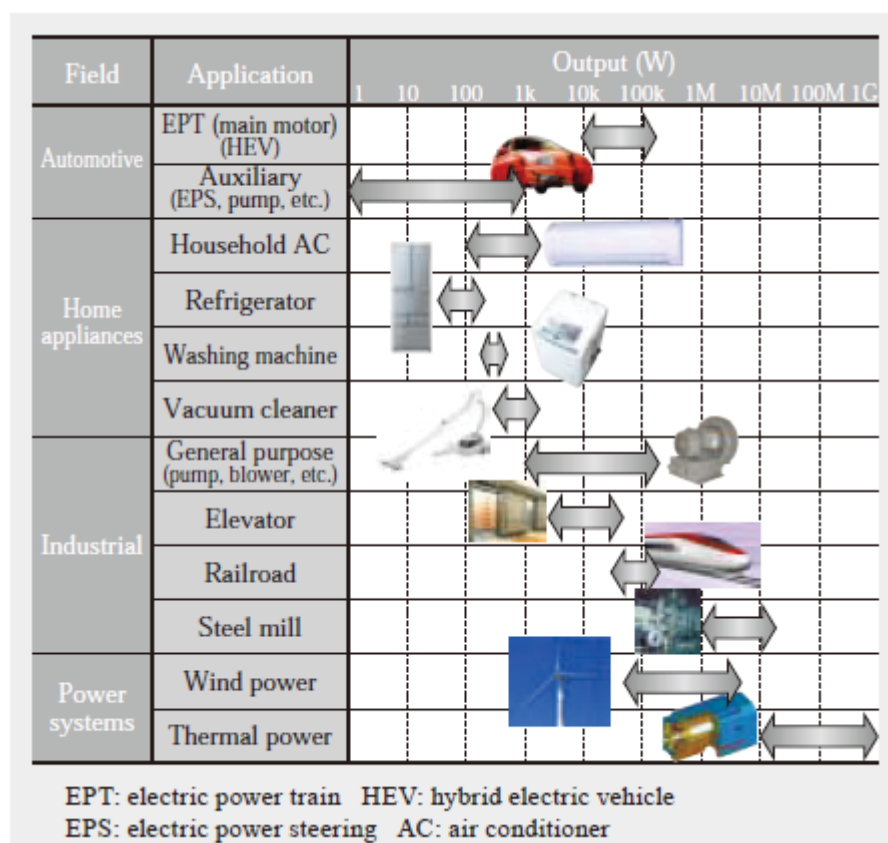 Field
Application
Output (W)
1 10 100 1k 10k 100k 1M 10M 100M 1G
Automotive
EPT (main motor)
(HEV)
Auxiliary
(EPS, pump, etc.)
Home
appliances
Household AC
Refrigerator
Washing machine
Vacuum cleaner
Industrial
General purpose
(pump, blower, etc.)
Elevator
Railroad
Steel mill
Power
systems
Wind power
Thermal power
EPT: electric power train HEV: hybrid electric vehicle
EPS: electric power steering AC: air conditioner